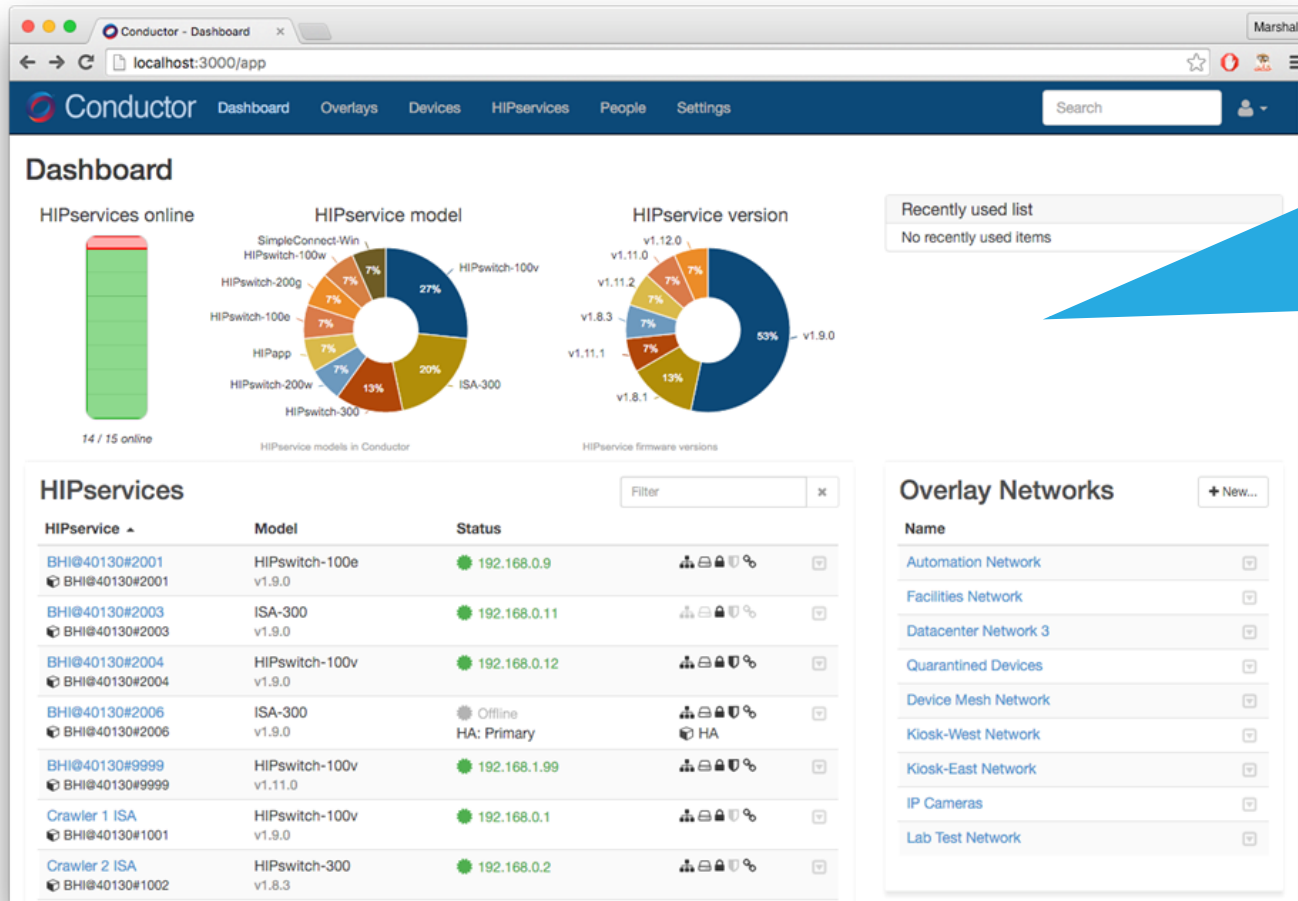 Conductor - Dashboard
Marshal
localhost:3000/app
Conductor Dashboard Overlays Devices HIPservices People Settings Search
Dashboard
HIPservices online
14 / 15 online
HIPservice model
SimpleConnect-Win
HIPswitch-100w
HIPswitch-200g
HIPswitch-100e
HIPapp
HIPswitch-200w
HIPswitch-300
ISA-300
HIPswitch-100v
7%
7%
7%
7%
7%
7%
13%
20%
27%
HIPservice models in Conductor
HIPservice version
v1.12.0
v1.11.0
v1.11.2
v1.8.3
v1.11.1
v1.8.1
v1.9.0
7%
7%
7%
7%
7%
13%
53%
HIPservice firmware versions
Recently used list
No recently used items
HIPservices
Filter
HIPservice Model Status
BHI@40130#2001 HIPswitch-100e 192.168.0.9
BHI@40130#2001 v1.9.0
BHI@40130#2003 ISA-300 192.168.0.11
BHI@40130#2003 v1.9.0
BHI@40130#2004 HIPswitch-100v 192.168.0.12
BHI@40130#2004 v1.9.0
BHI@40130#2006 ISA-300 Offline
BHI@40130#2006 v1.9.0 HA: Primary HA
BHI@40130#9999 HIPswitch-100v 192.168.1.99
BHI@40130#9999 v1.11.0
Crawler 1 ISA HIPswitch-100v 192.168.0.1
BHI@40130#1001 v1.9.0
Crawler 2 ISA HIPswitch-300 192.168.0.2
BHI@40130#1002 v1.8.3
Overlay Networks
+ New...
Name
Automation Network
Facilities Network
Datacenter Network 3
Quarantined Devices
Device Mesh Network
Kiosk-West Network
Kiosk-East Network
IP Cameras
Lab Test Network